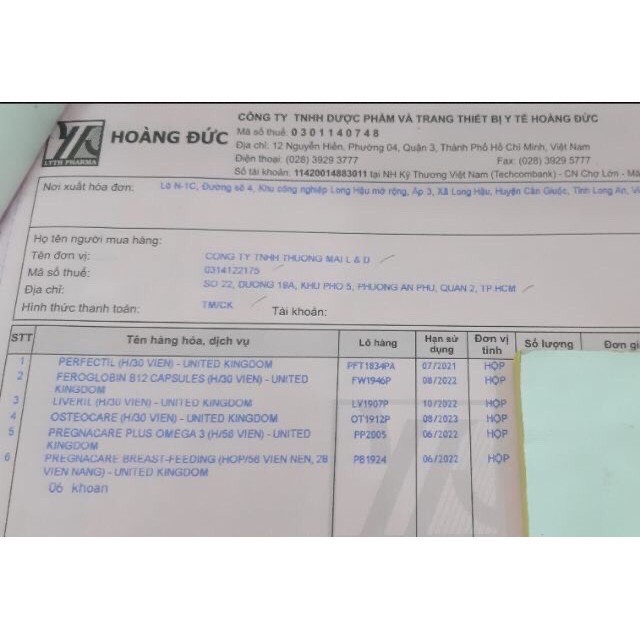 CÔNG TY TNHH DƯỢC PHẨM VÀ TRANG THIẾT BỊ Y TẾ HOÀNG ĐỨC
HOÀNG ĐỨC
LYTH PHARMA
Mã số thuế: 0301140748
Địa chỉ: 12 Nguyễn Hiền, Phường 04, Quận 3, Thành Phố Hồ Chí Minh, Việt Nam
Điện thoại: (028) 3929 3777 Fax: (028) 3929 5777
Số tài khoản: 11420014883011 tại NH Kỹ Thương Việt Nam (Techcombank) - CN Chợ Lớn - Mã
Nơi xuất hóa đơn: Lô N-1C, Đường số 4, Khu công nghiệp Long Hậu mở rộng, Ấp 3, Xã Long Hậu, Huyện Cần Giuộc, Tỉnh Long An,
Họ tên người mua hàng:
Tên đơn vị: CONG TY TNHH THUONG MAI L & D
Mã số thuế: 0314122175
Địa chỉ: SO 22, DUONG 18A, KHU PHO 5, PHUONG AN PHU, QUAN 2, TP.HCM
Hình thức thanh toán: TM/CK Tài khoản:
STT Tên hàng hóa, dịch vụ Lô hàng Hạn sử dụng Đơn vị tính Số lượng Đơn gi
1 PERFECTIL (H/30 VIEN) - UNITED KINGDOM PFT1834PA 07/2021 HỘP
2 FEROGLOBIN B12 CAPSULES (H/30 VIEN) - UNITED KINGDOM FW1946P 08/2022 HỘP
3 LIVERIL (H/30 VIEN) - UNITED KINGDOM LV1907P 10/2022 HỘP
4 OSTEOCARE (H/30 VIEN) - UNITED KINGDOM OT1912P 08/2023 HỘP
5 PREGNACARE PLUS OMEGA 3 (H/56 VIEN) - UNITED KINGDOM PP2005 06/2022 HỘP
6 PREGNACARE BREAST-FEEDING (HOP/56 VIEN NEN, 28 VIEN NANG) - UNITED KINGDOM PB1924 06/2022 HỘP
06 khoan